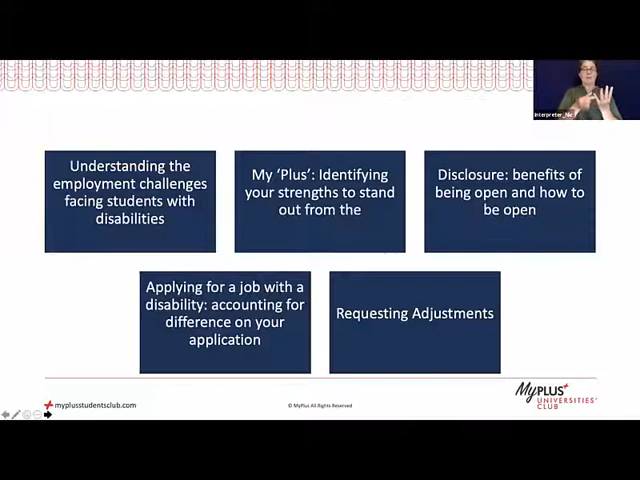 Interpreter_Nic
Understanding the
employment challenges
facing students with
disabilities
My ‘Plus’: Identifying
your strengths to stand
out from the
Disclosure: benefits of
being open and how to
be open
Applying for a job with a
disability: accounting for
difference on your
application
Requesting Adjustments
myplusstudentsclub.com
© MyPlus All Rights Reserved
MyPLUS
UNIVERSITIES'
CLUB